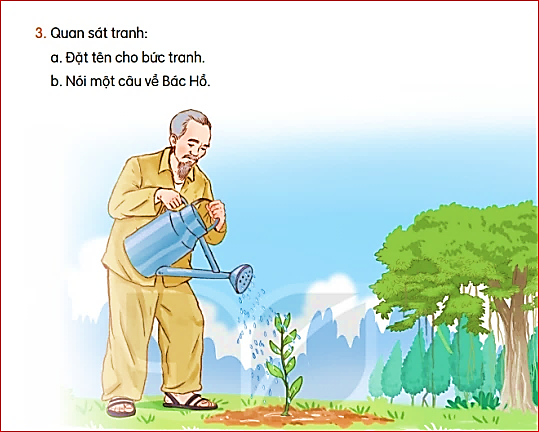 3. Quan sát tranh:
a. Đặt tên cho bức tranh.
b. Nói một câu về Bác Hồ.